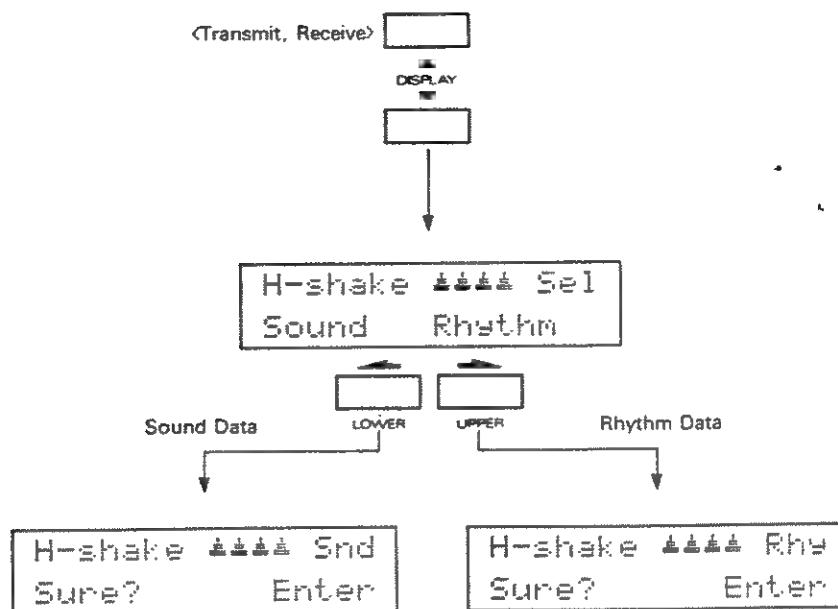 <Transmit, Receive>
DISPLAY
H-shake Sel
Sound Rhythm
LOWER UPPER
Sound Data Rhythm Data
H-shake Snd
Sure? Enter
H-shake Rhy
Sure? Enter